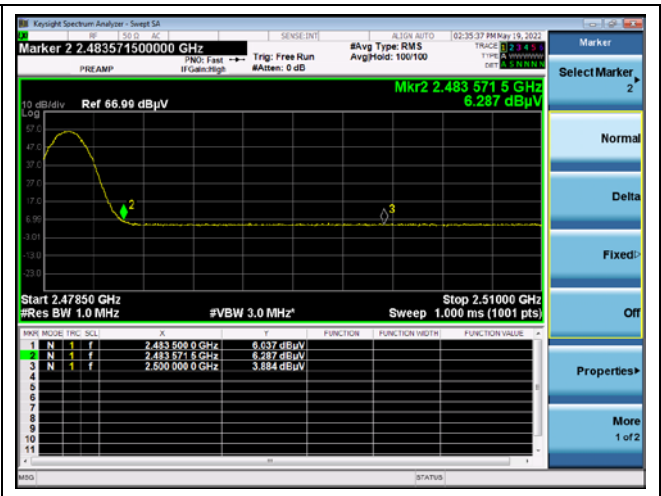 Keysight Spectrum Analyzer - Swept SA
RF 50 Ω AC SENSE:INT ALIGN AUTO 02:35:37 PM May 19, 2022
Marker 2 2.483571500000 GHz
PREAMP
PNO: Fast
IFGain:High
Trig: Free Run
#Atten: 0 dB
#Avg Type: RMS
Avg|Hold: 100/100
TRACE 1 2 3 4 5 6
TYPE A WWWWW
DET A S N N N N
Mkr2 2.483 571 5 GHz
6.287 dBµV
10 dB/div Ref 66.99 dBµV
Log
57.0
47.0
37.0
27.0
17.0
6.99
-3.01
-13.0
-23.0
2
3
Start 2.47850 GHz Stop 2.51000 GHz
#Res BW 1.0 MHz #VBW 3.0 MHz* Sweep 1.000 ms (1001 pts)
MKR MODE TRC SCL X Y FUNCTION FUNCTION WIDTH FUNCTION VALUE
1 N 1 f 2.483 500 0 GHz 6.037 dBµV
2 N 1 f 2.483 571 5 GHz 6.287 dBµV
3 N 1 f 2.500 000 0 GHz 3.884 dBµV
4
5
6
7
8
9
10
11
MSG STATUS
Marker
Select Marker
2
Normal
Delta
Fixed
Off
Properties
More
1 of 2